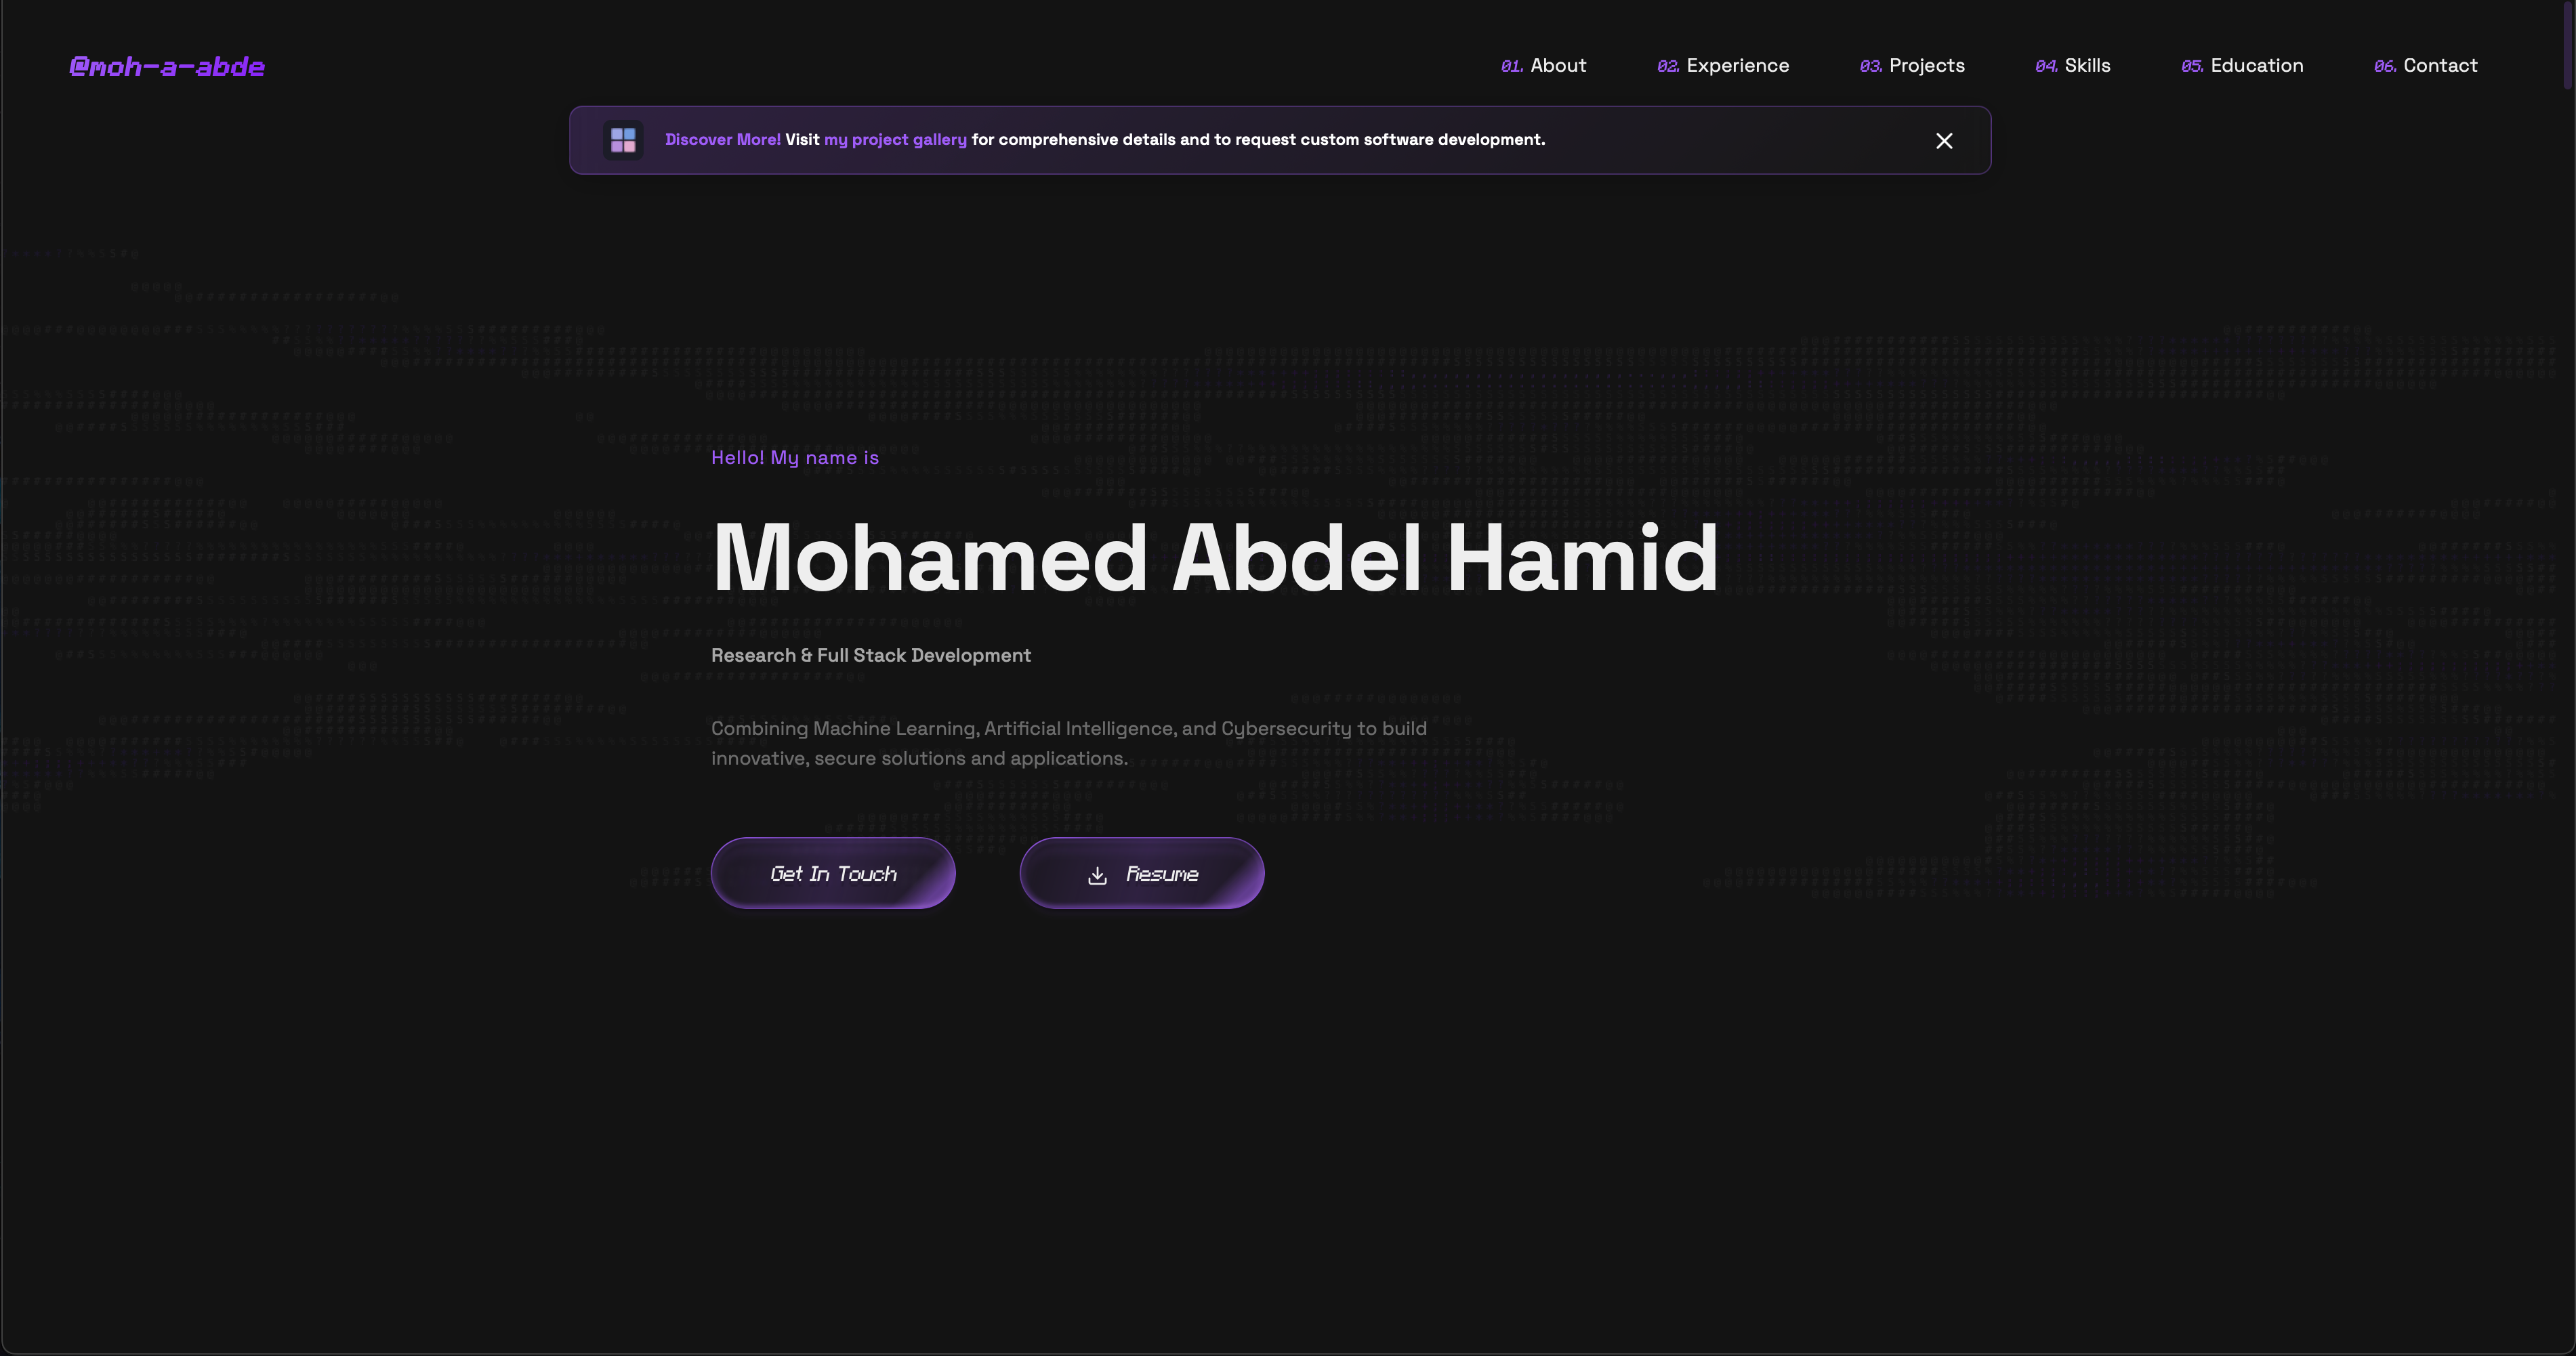 @moh-a-abde
01. About
02. Experience
03. Projects
04. Skills
05. Education
06. Contact
Discover More! Visit my project gallery for comprehensive details and to request custom software development.
Hello! My name is
Mohamed Abdel Hamid
Research & Full Stack Development
Combining Machine Learning, Artificial Intelligence, and Cybersecurity to build
innovative, secure solutions and applications.
Get In Touch
Resume